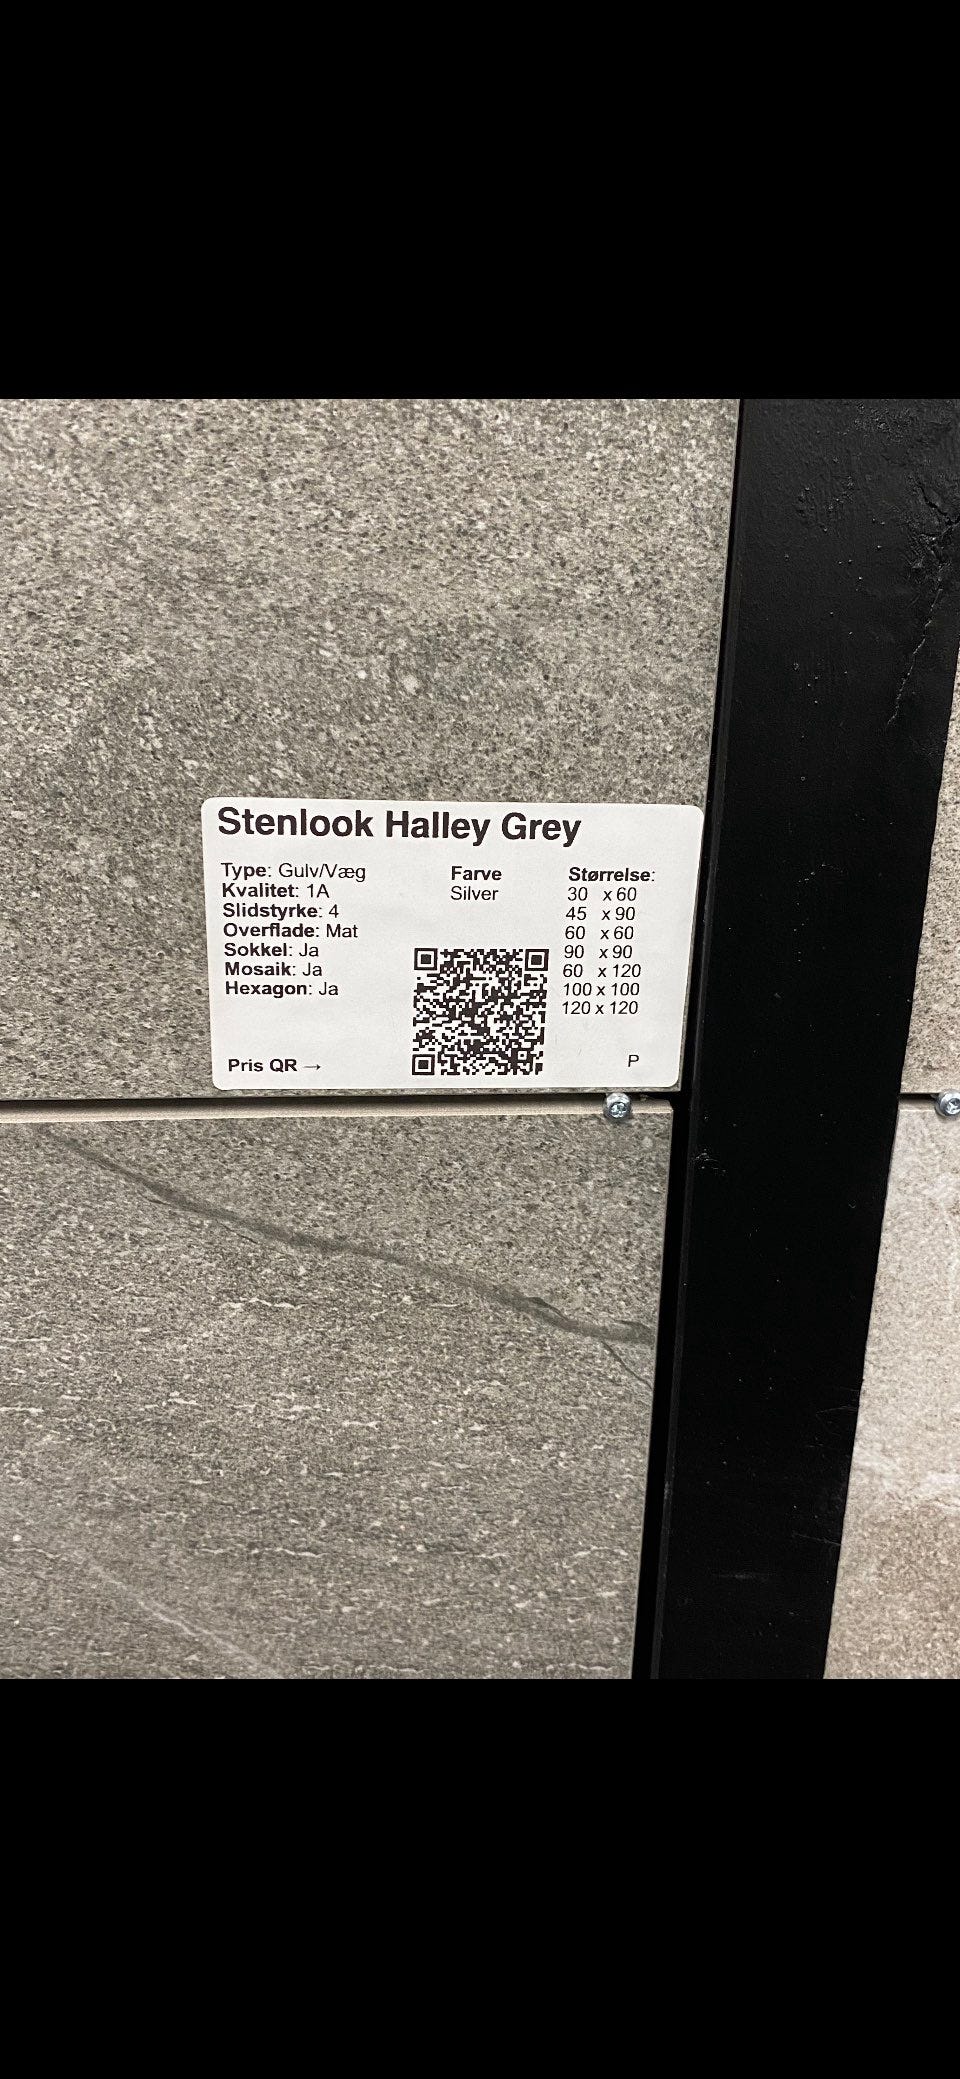 Stenlook Halley Grey
Type: Gulv/Væg
Kvalitet: 1A
Slidstyrke: 4
Overflade: Mat
Sokkel: Ja
Mosaik: Ja
Hexagon: Ja
Pris QR →
Farve
Silver
Størrelse:
30 x 60
45 x 90
60 x 60
90 x 90
60 x 120
100 x 100
120 x 120
P